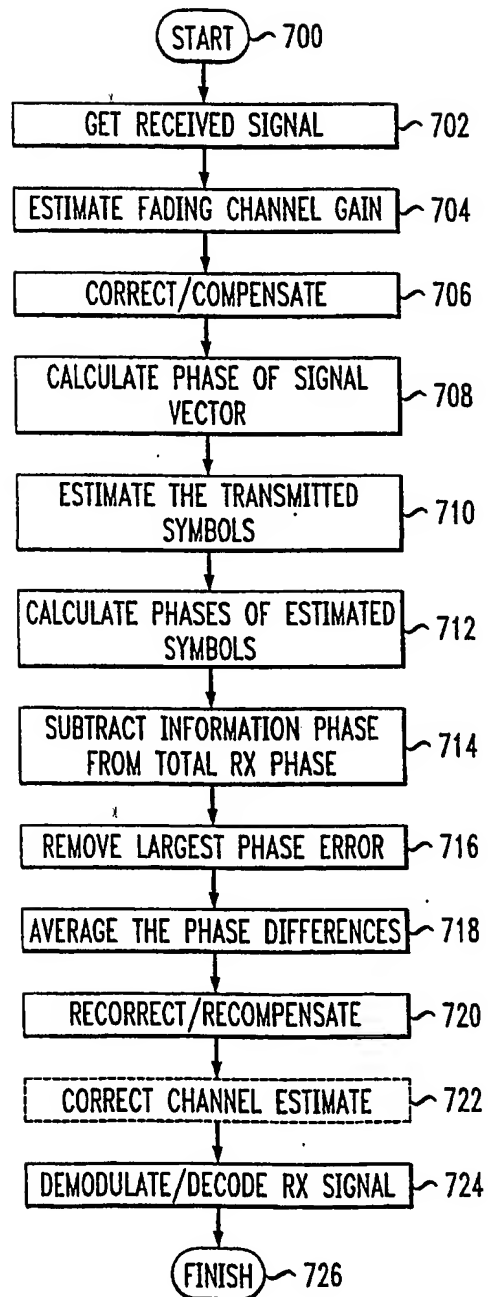 START 700
GET RECEIVED SIGNAL 702
ESTIMATE FADING CHANNEL GAIN 704
CORRECT/COMPENSATE 706
CALCULATE PHASE OF SIGNAL
VECTOR 708
ESTIMATE THE TRANSMITTED
SYMBOLS 710
CALCULATE PHASES OF ESTIMATED
SYMBOLS 712
SUBTRACT INFORMATION PHASE
FROM TOTAL RX PHASE 714
REMOVE LARGEST PHASE ERROR 716
AVERAGE THE PHASE DIFFERENCES 718
RECORRECT/RECOMPENSATE 720
CORRECT CHANNEL ESTIMATE 722
DEMODULATE/DECODE RX SIGNAL 724
FINISH 726